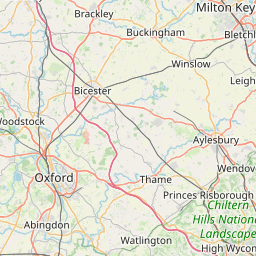 Brackley
Milton Key
Buckingham
Bletchl
Winslow
Leigh
Bicester
Woodstock
Aylesbury
Wendove
Oxford
Thame
Princes Risborough
Chiltern
Hills National
Landscape
Abingdon
Watlington
High Wycom